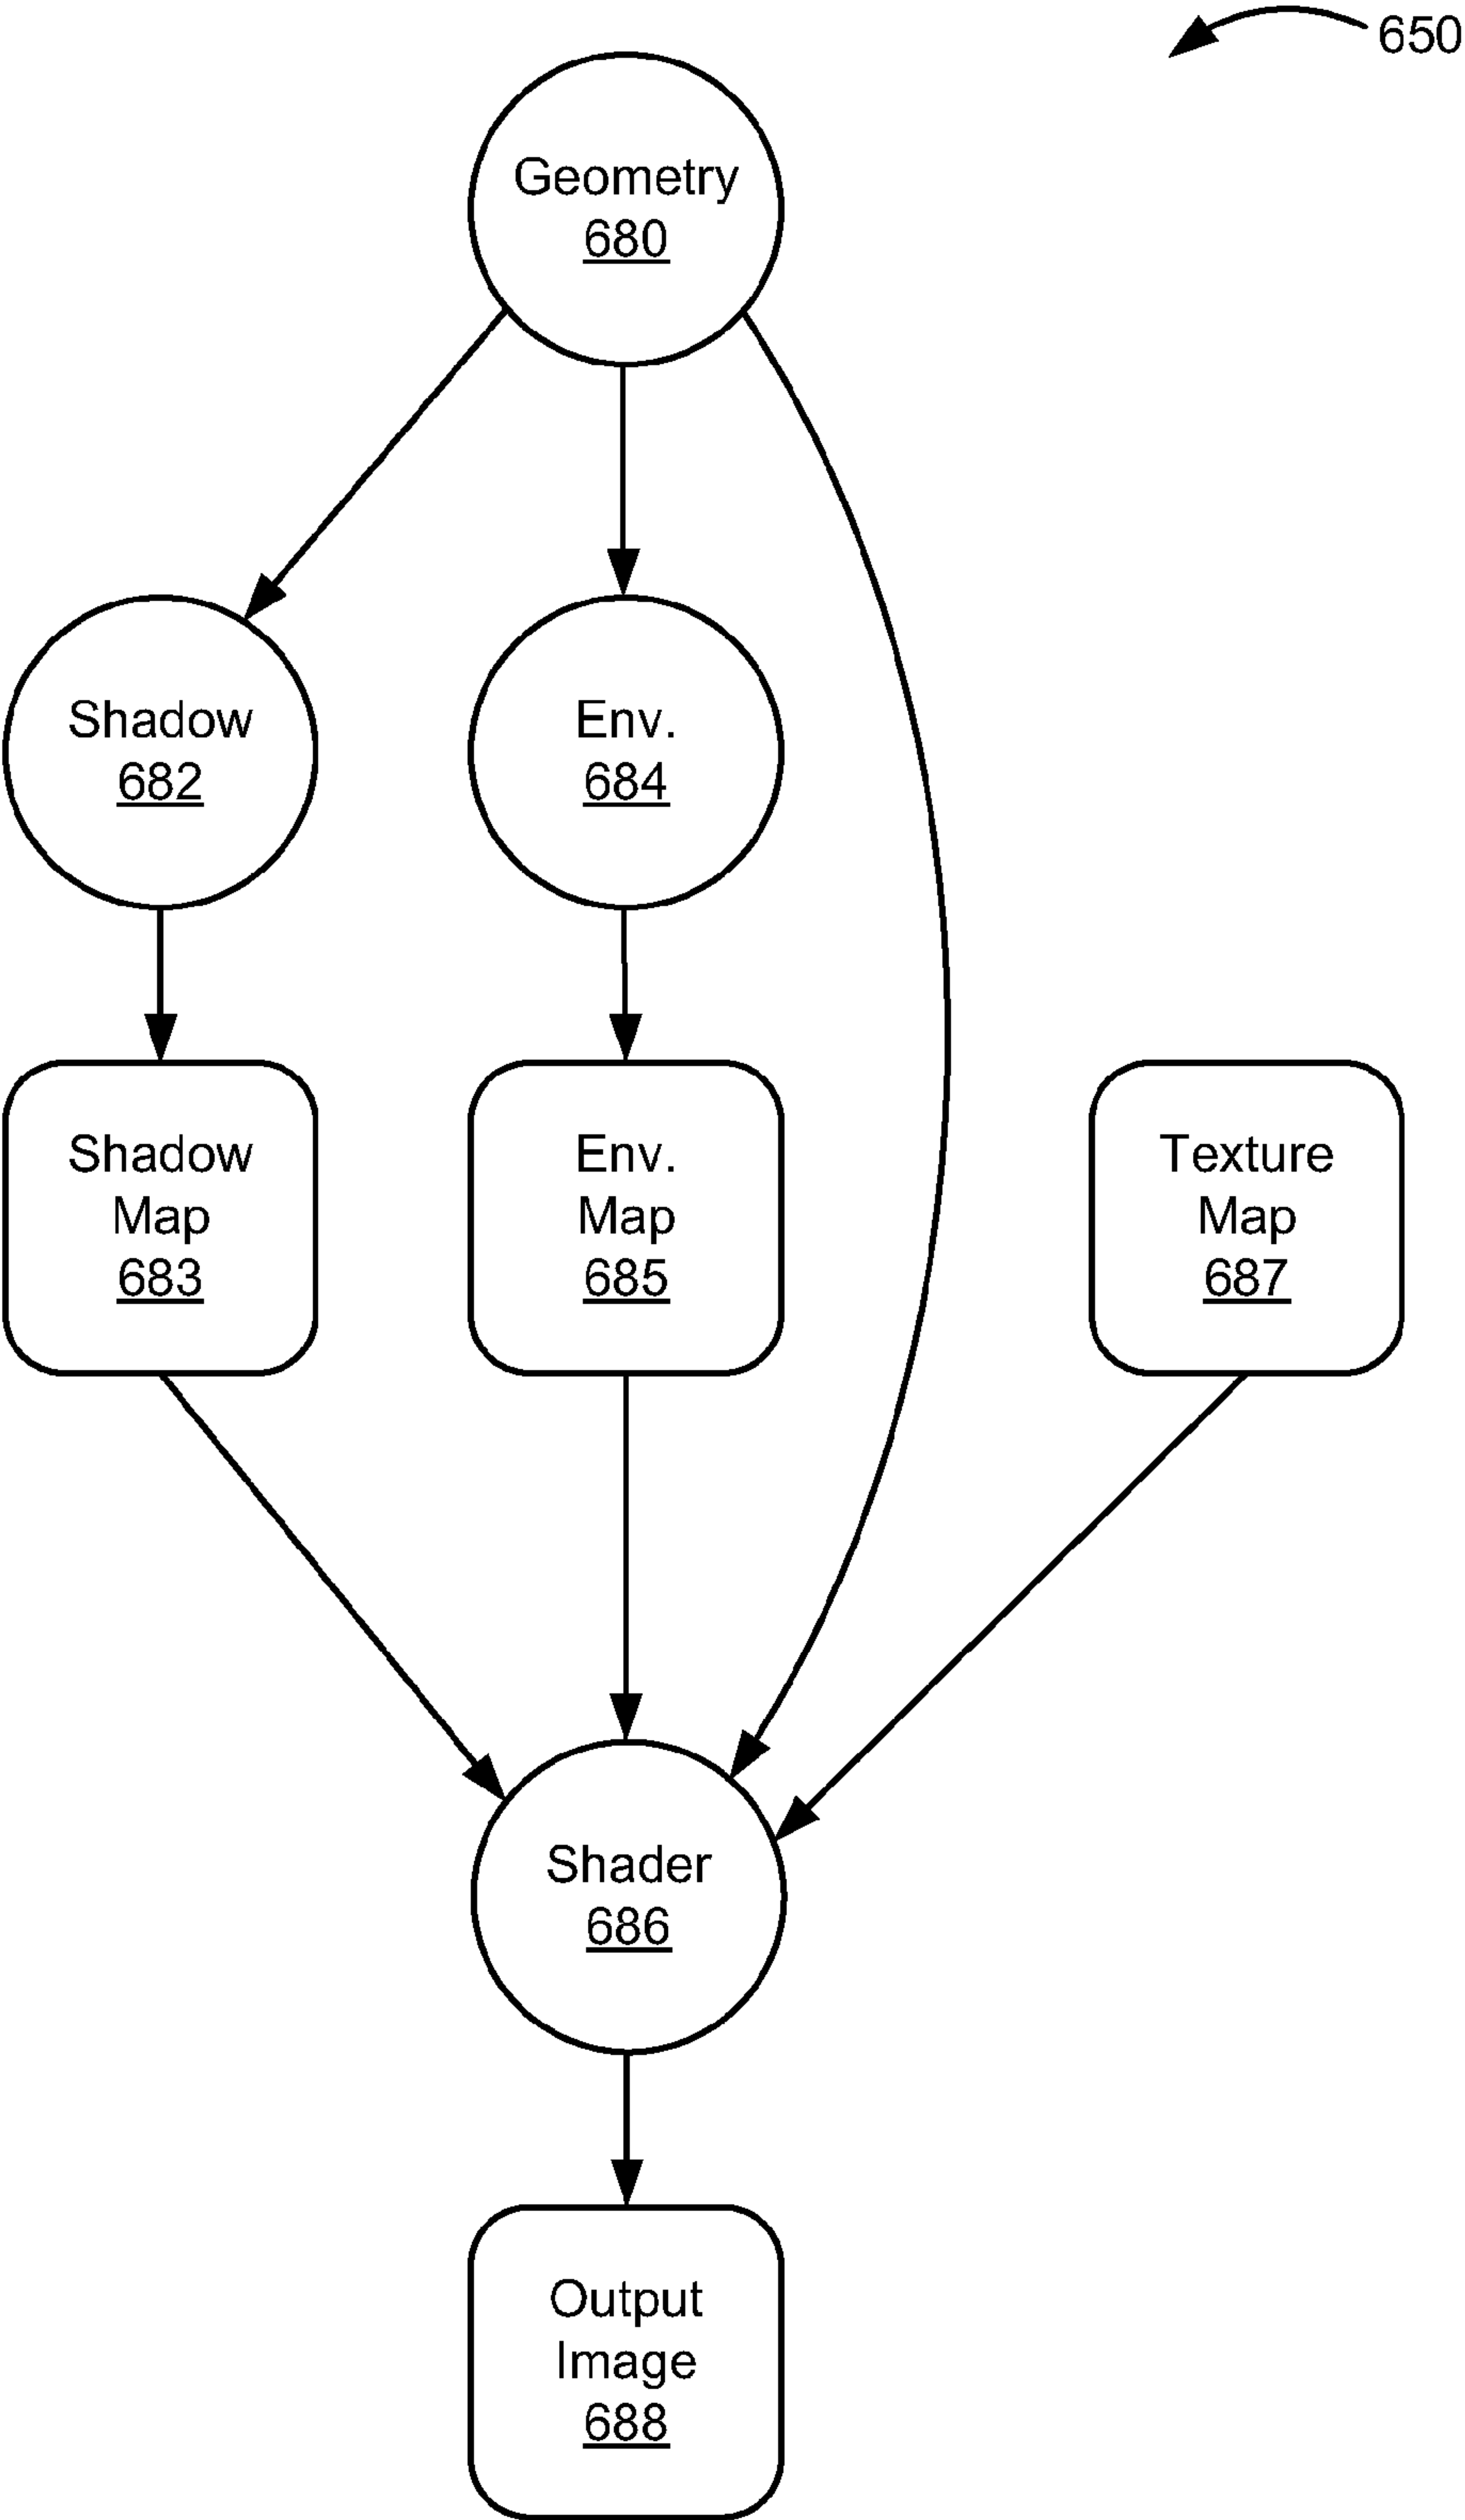 650
Geometry
680
Shadow
682
Env.
684
Shadow
Map
683
Env.
Map
685
Texture
Map
687
Shader
686
Output
Image
688